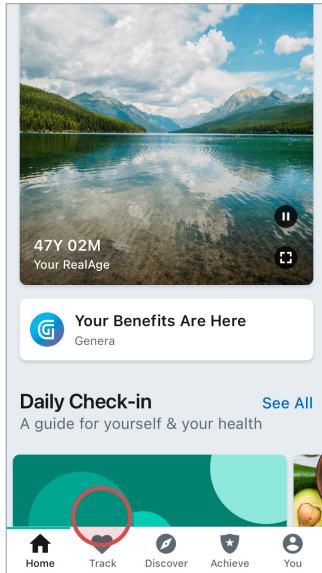 47Y 02M
Your RealAge
Your Benefits Are Here
Genera
Daily Check-in
See All
A guide for yourself & your health
Home
Track
Discover
Achieve
You